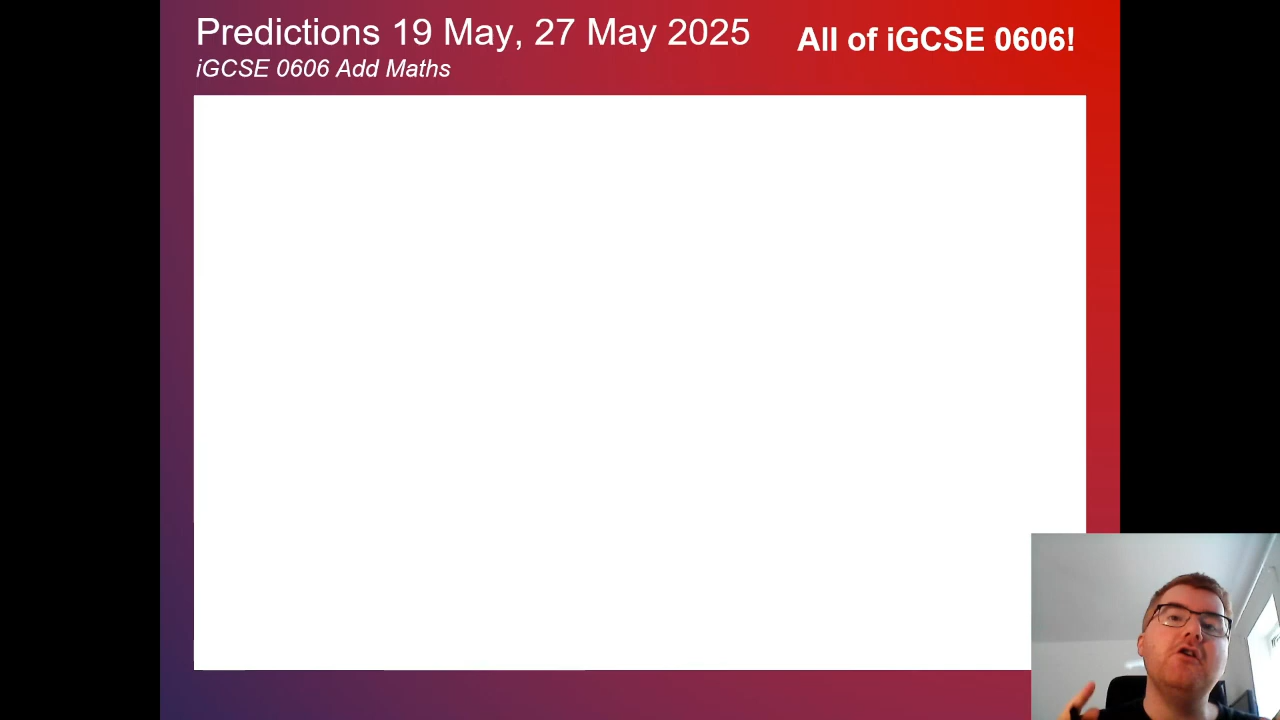 Predictions 19 May, 27 May 2025
All of iGCSE 0606!
iGCSE 0606 Add Maths